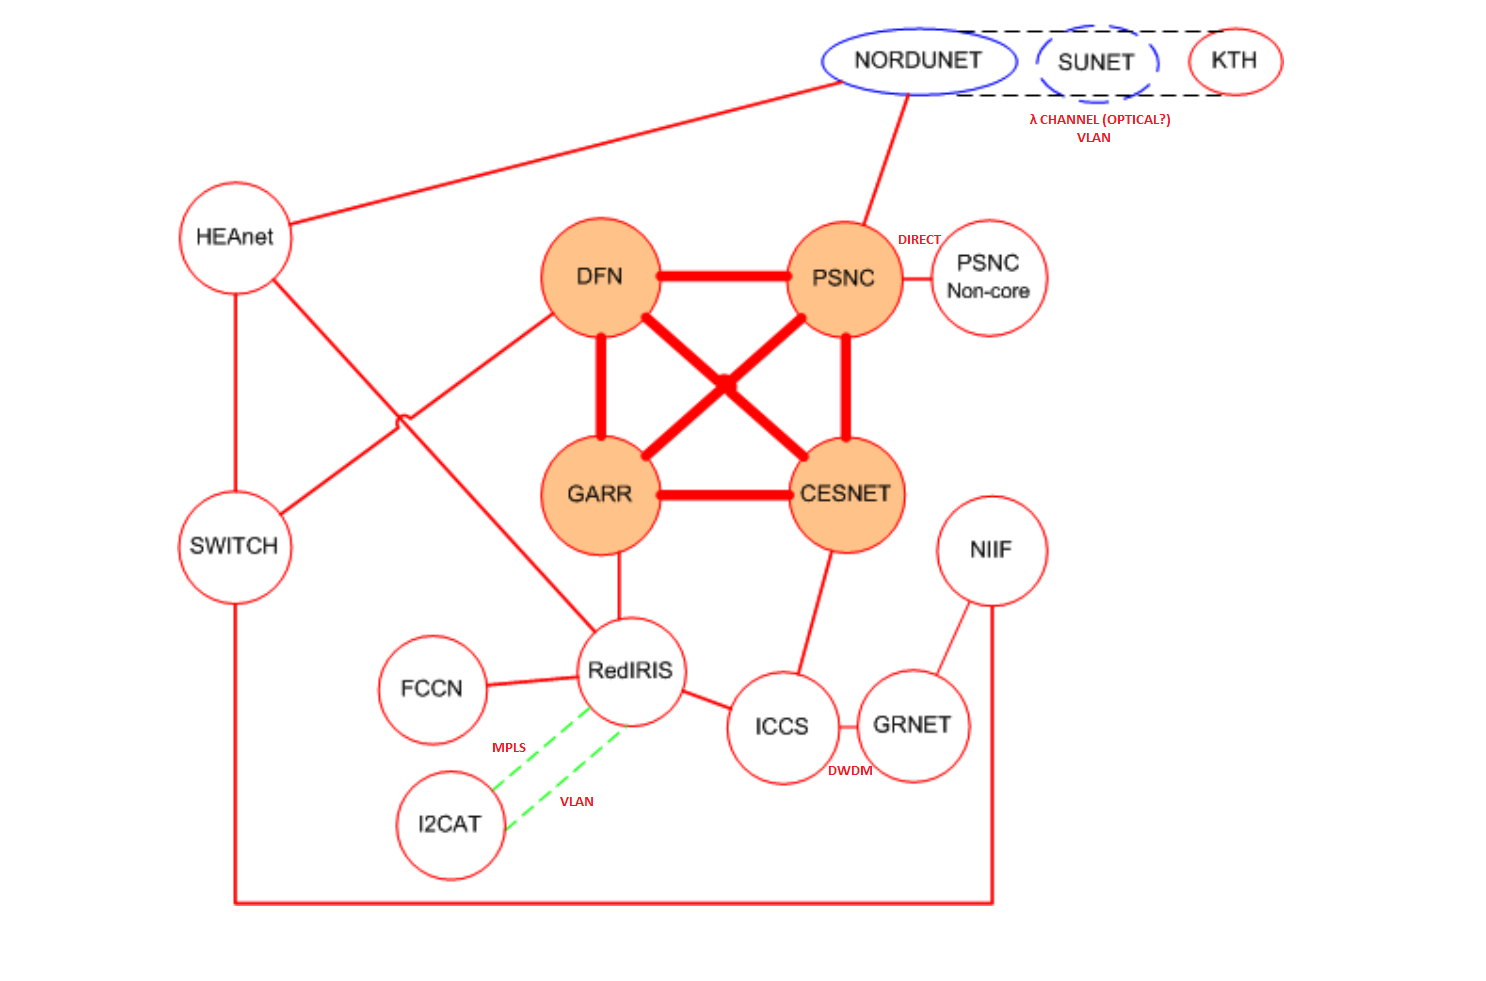 NORDUNET
SUNET
KTH
λ CHANNEL (OPTICAL?)
VLAN
HEAnet
DFN
PSNC
DIRECT
PSNC
Non-core
GARR
CESNET
SWITCH
NIIF
FCCN
RedIRIS
ICCS
GRNET
MPLS
DWDM
VLAN
I2CAT